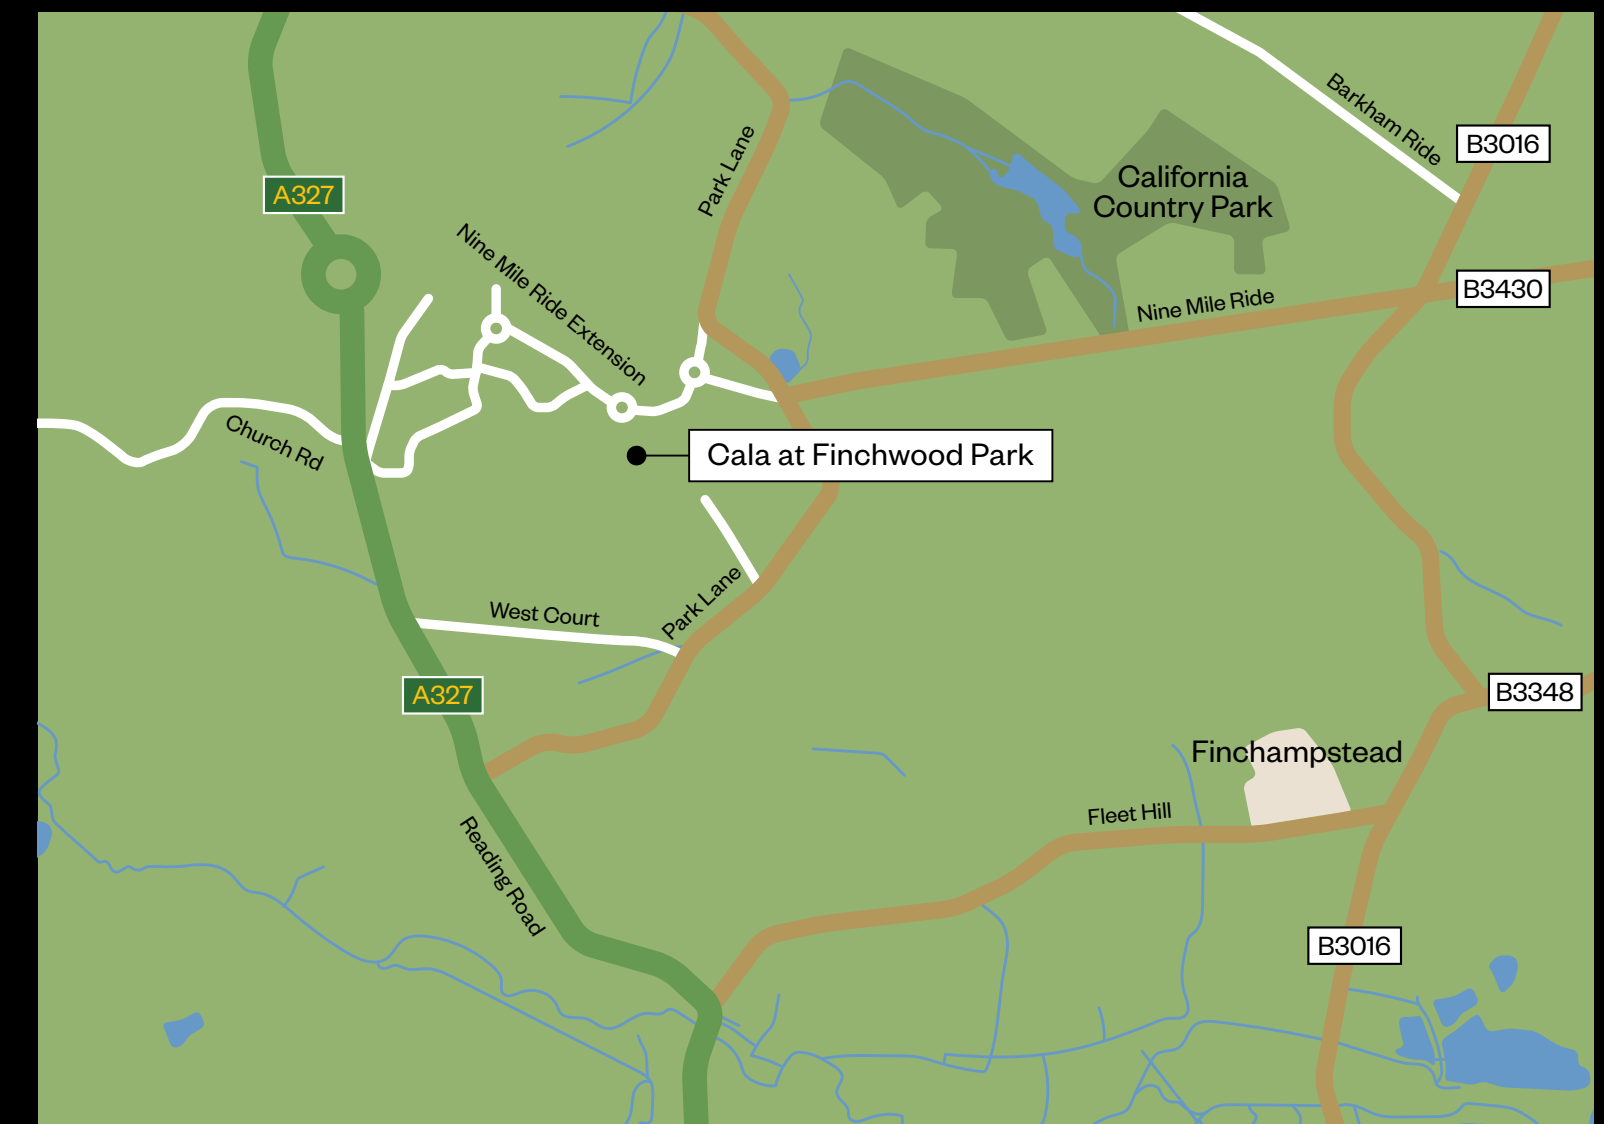 Barkham Ride
B3016
Park Lane
California
Country Park
A327
Nine Mile Ride Extension
B3430
Nine Mile Ride
Church Rd
Cala at Finchwood Park
Park Lane
West Court
A327
B3348
Finchampstead
Fleet Hill
Reading Road
B3016